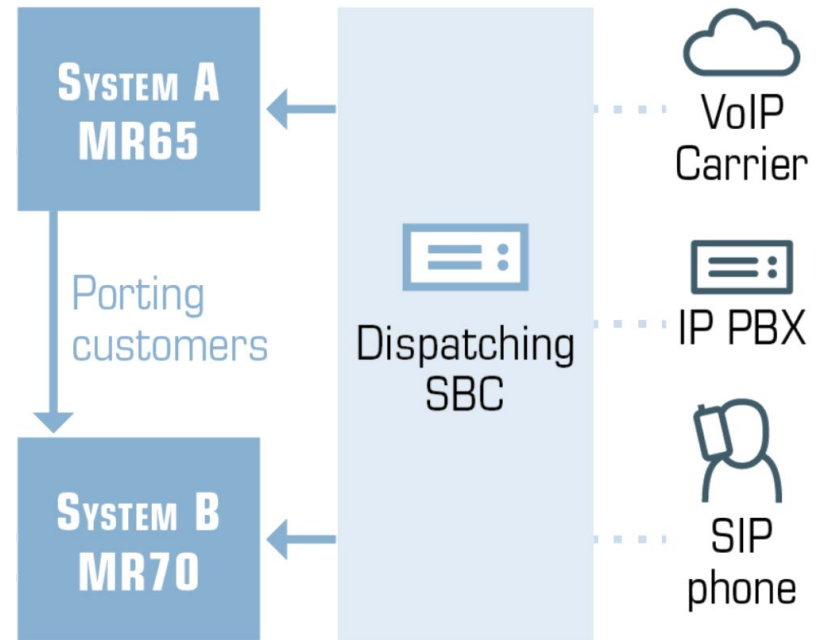 SYSTEM A
MR65
Porting
customers
SYSTEM B
MR70
Dispatching
SBC
VoIP
Carrier
IP PBX
SIP
phone